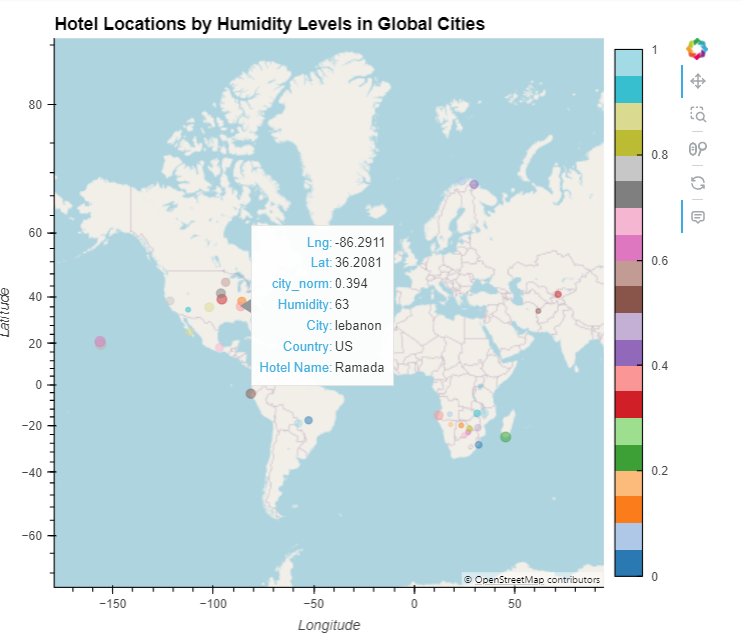 Hotel Locations by Humidity Levels in Global Cities
80
60
40
20
0
−20
−40
−60
Latitude
Lng: -86.2911
Lat: 36.2081
city_norm: 0.394
Humidity: 63
City: lebanon
Country: US
Hotel Name: Ramada
© OpenStreetMap contributors
−150
−100
−50
0
50
Longitude
1
0.8
0.6
0.4
0.2
0